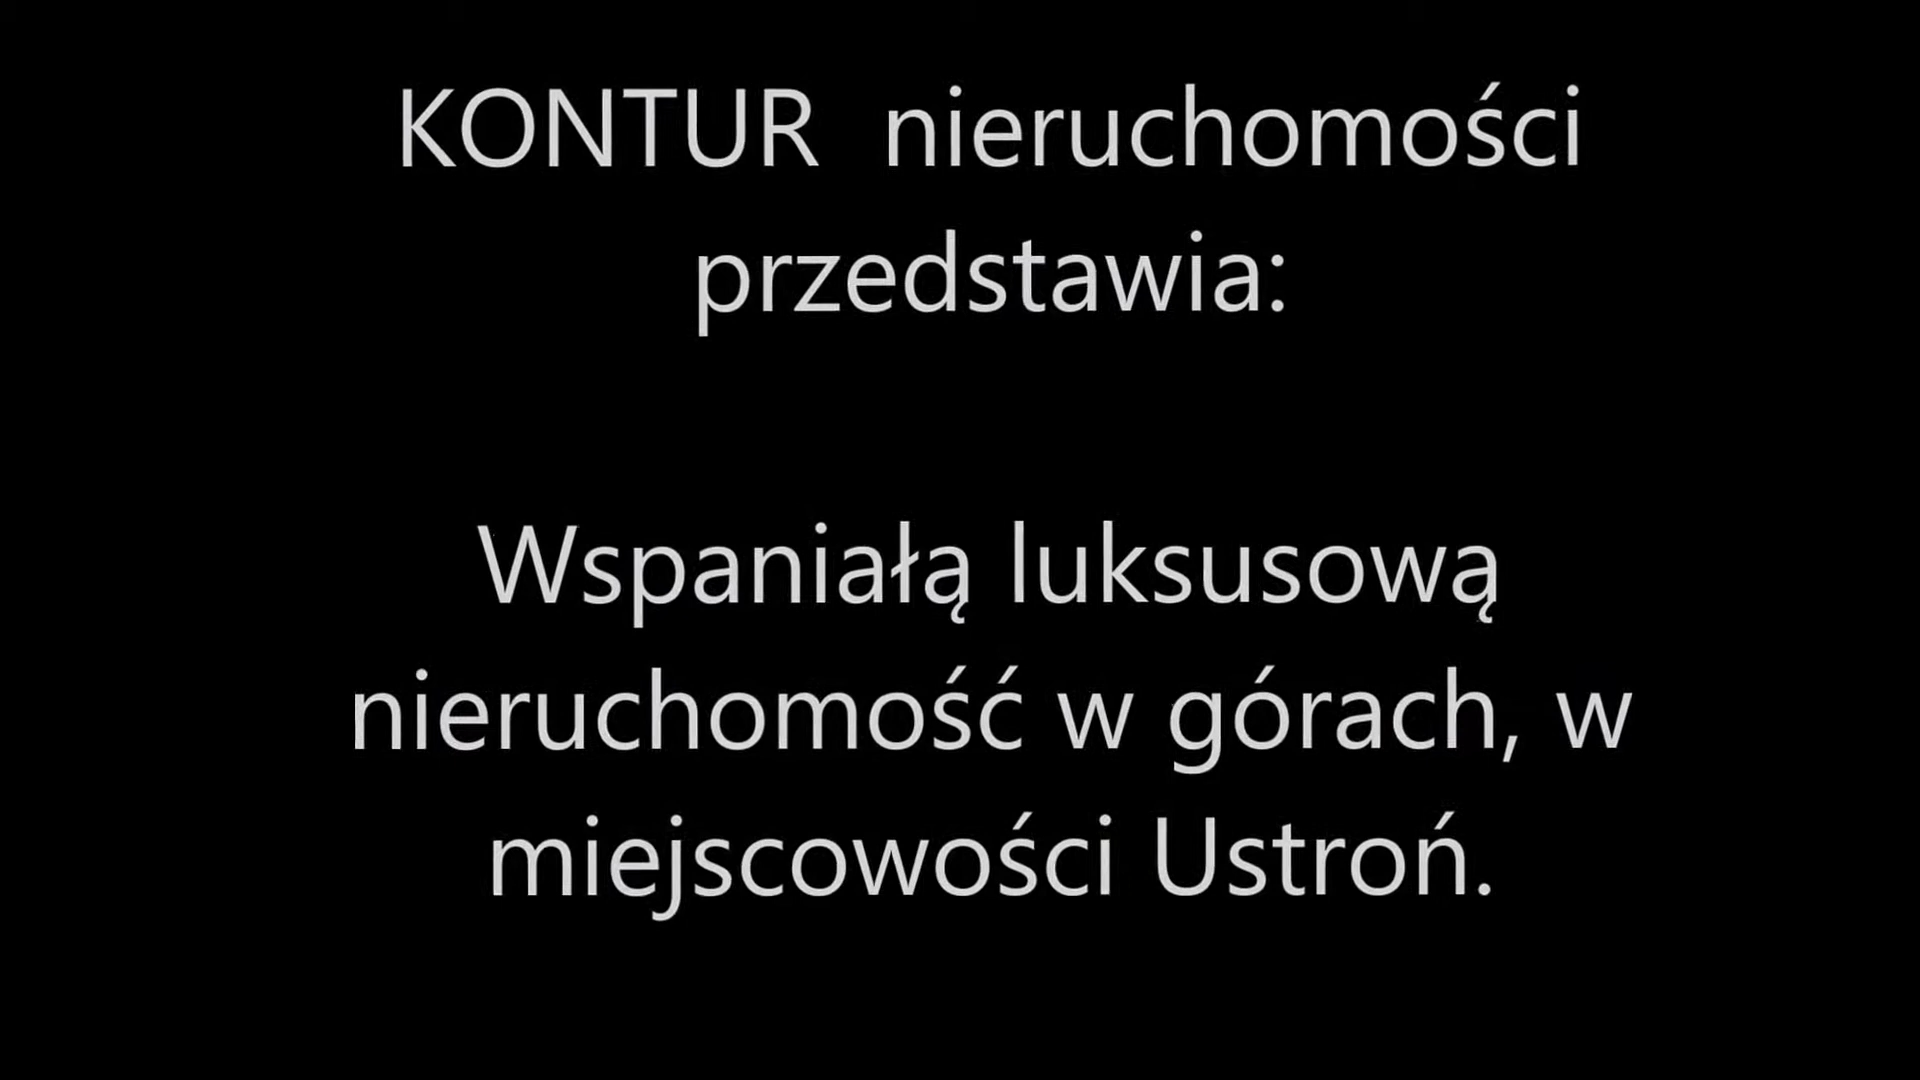 KONTUR  nieruchomości
przedstawia:
Wspaniałą luksusową
nieruchomość w górach, w
miejscowości Ustroń.